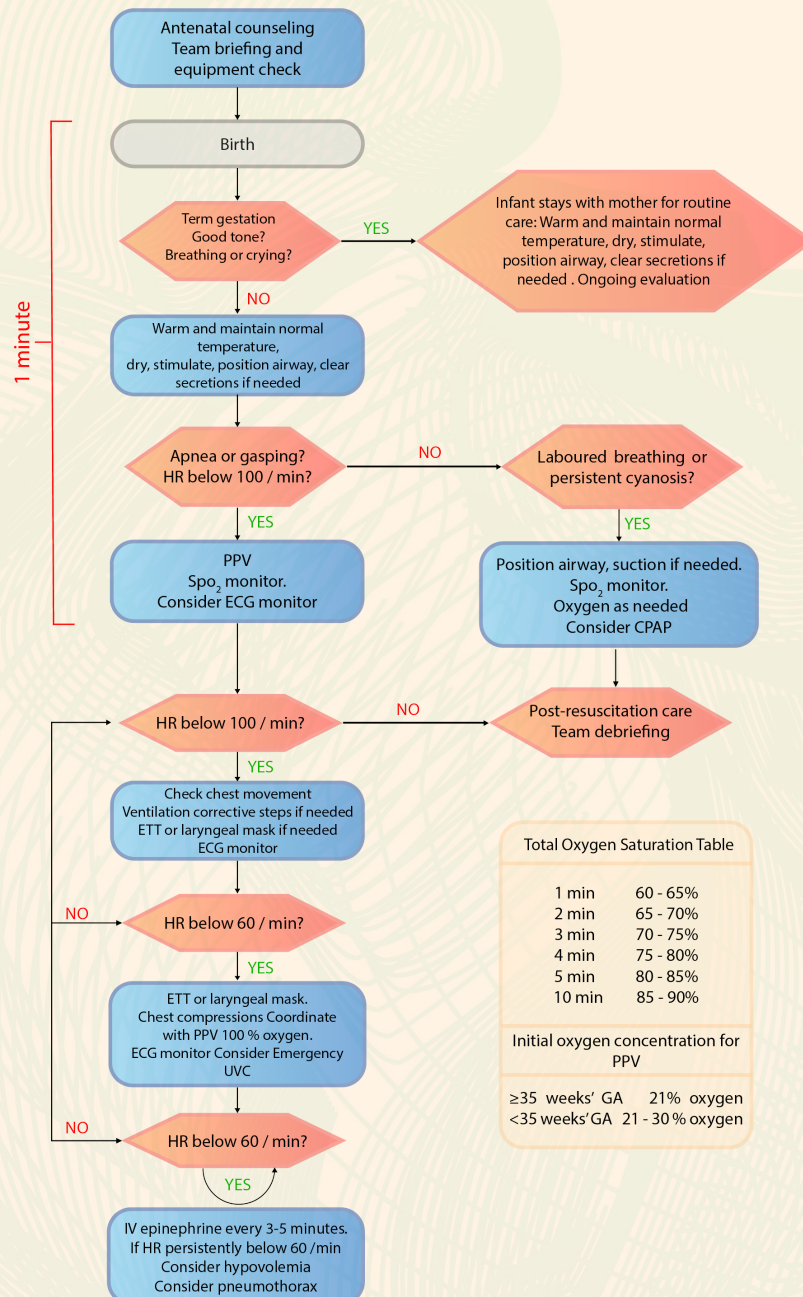 Antenatal counseling
Team briefing and
equipment check
Birth
1 minute
Term gestation
Good tone?
Breathing or crying?
YES
Infant stays with mother for routine
care: Warm and maintain normal
temperature, dry, stimulate,
position airway, clear secretions if
needed . Ongoing evaluation
NO
Warm and maintain normal
temperature,
dry, stimulate, position airway, clear
secretions if needed
Apnea or gasping?
HR below 100 / min?
NO
Laboured breathing or
persistent cyanosis?
YES
YES
PPV
Spo2 monitor.
Consider ECG monitor
Position airway, suction if needed.
Spo2 monitor.
Oxygen as needed
Consider CPAP
HR below 100 / min?
NO
Post-resuscitation care
Team debriefing
YES
Check chest movement
Ventilation corrective steps if needed
ETT or laryngeal mask if needed
ECG monitor
NO
HR below 60 / min?
YES
ETT or laryngeal mask.
Chest compressions Coordinate
with PPV 100 % oxygen.
ECG monitor Consider Emergency
UVC
NO
HR below 60 / min?
YES
IV epinephrine every 3-5 minutes.
If HR persistently below 60 /min
Consider hypovolemia
Consider pneumothorax
Total Oxygen Saturation Table
1 min 60 - 65%
2 min 65 - 70%
3 min 70 - 75%
4 min 75 - 80%
5 min 80 - 85%
10 min 85 - 90%
Initial oxygen concentration for
PPV
≥35 weeks' GA 21% oxygen
<35 weeks' GA 21 - 30 % oxygen